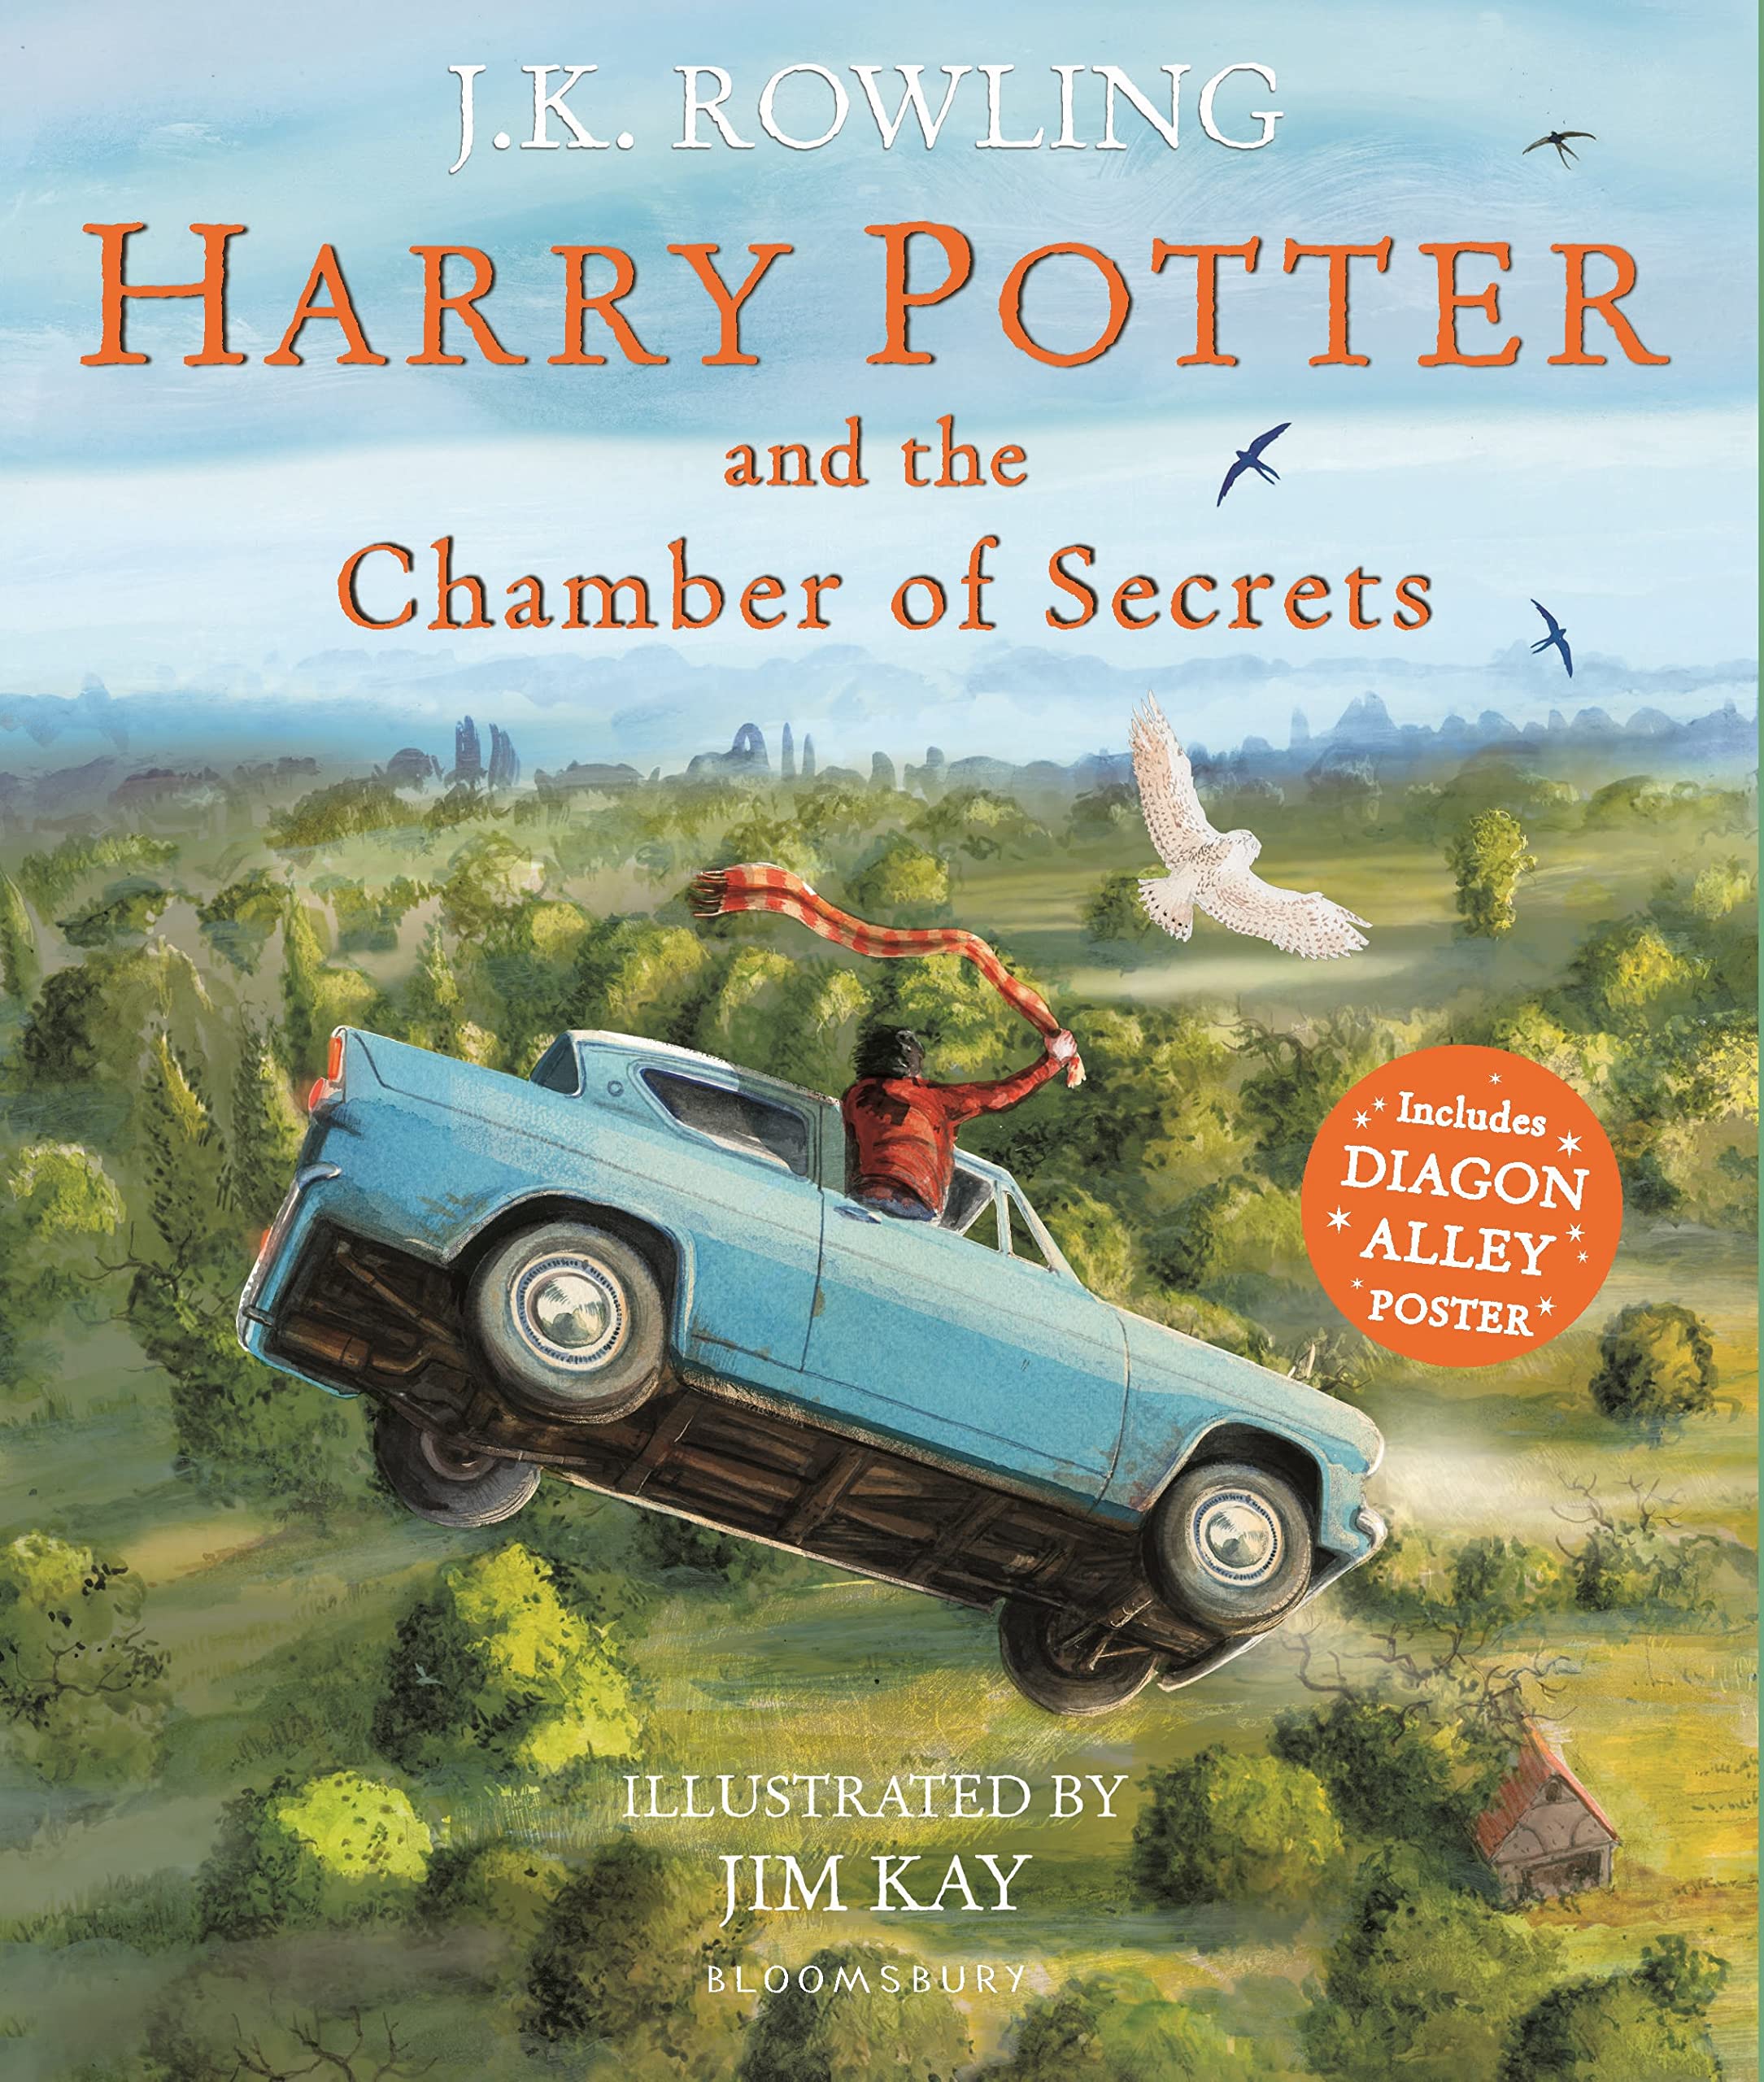 J.K. ROWLING
HARRY POTTER
and the
Chamber of Secrets
Includes
DIAGON
ALLEY
POSTER
ILLUSTRATED BY
JIM KAY
BLOOMSBURY